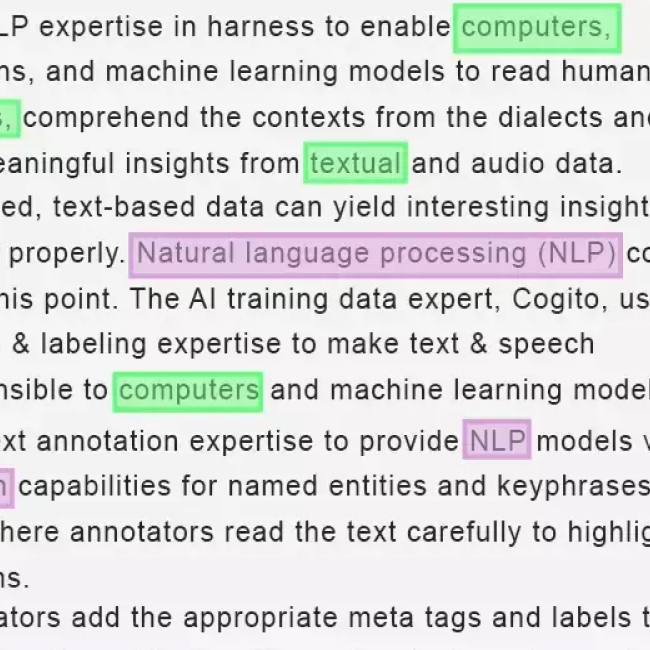 LP expertise in harness to enable computers,
ns, and machine learning models to read human
s, comprehend the contexts from the dialects and
eaningful insights from textual and audio data.
ed, text-based data can yield interesting insight
properly. Natural language processing (NLP) co
his point. The AI training data expert, Cogito, us
& labeling expertise to make text & speech
nsible to computers and machine learning model
ext annotation expertise to provide NLP models
n capabilities for named entities and keyphrases
here annotators read the text carefully to highlig
ns.
ators add the appropriate meta tags and labels t